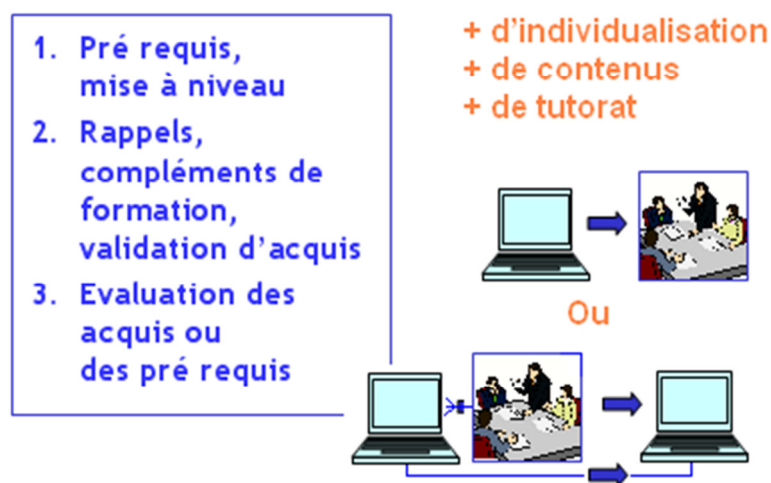 1. Pré requis,
mise à niveau
2. Rappels,
compléments de
formation,
validation d'acquis
3. Evaluation des
acquis ou
des pré requis
+ d'individualisation
+ de contenus
+ de tutorat
Ou